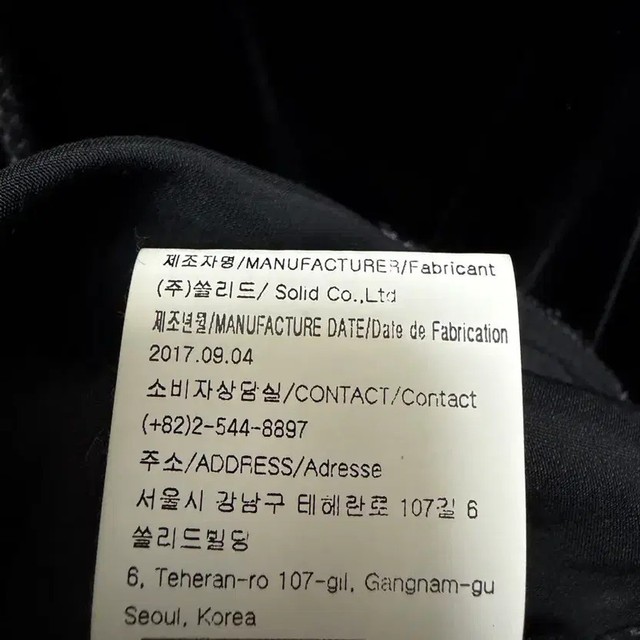 제조자명/MANUFACTURER/Fabricant
(주)쏠리드/ Solid Co.,Ltd
제조년월/MANUFACTURE DATE/Date de Fabrication
2017.09.04
소비자상담실/CONTACT/Contact
(+82)2-544-8897
주소/ADDRESS/Adresse
서울시 강남구 테헤란로 107길 6
쏠리드빌딩
6, Teheran-ro 107-gil, Gangnam-gu
Seoul, Korea